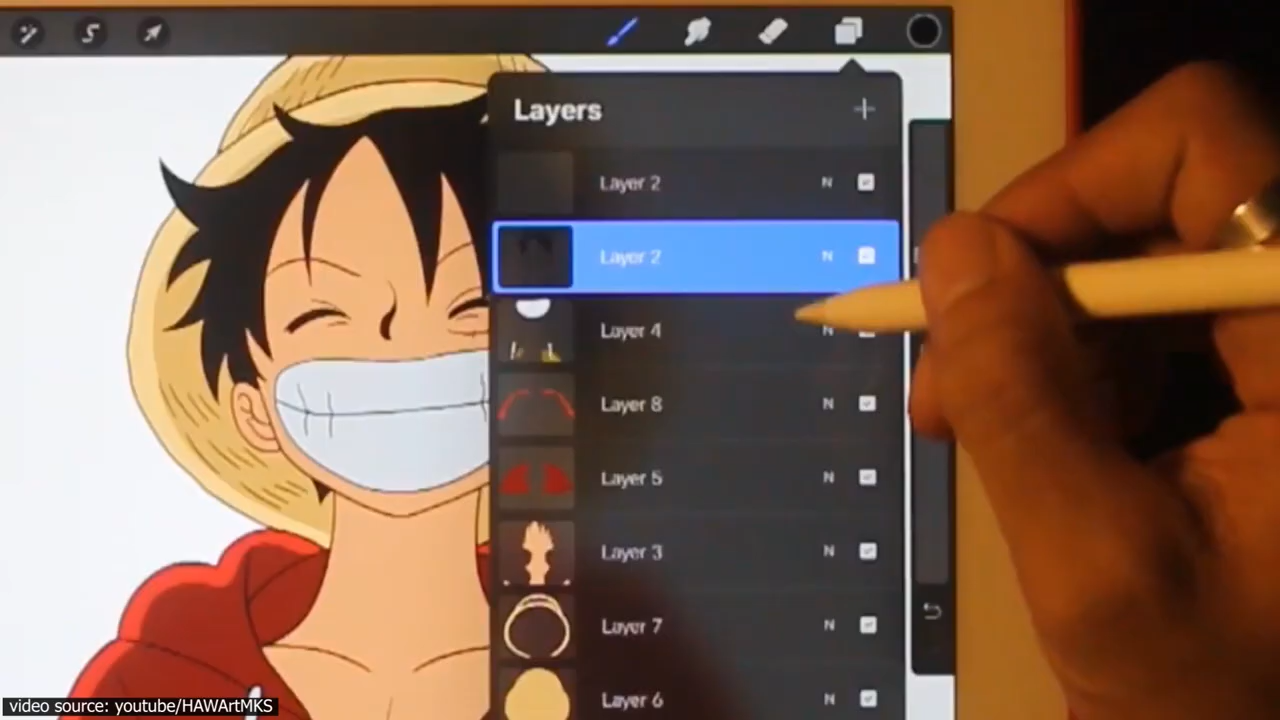 Layers
Layer 2 N
Layer 2 N
Layer 4 N
Layer 8 N
Layer 5 N
Layer 3 N
Layer 7 N
Layer 6 N
video source: youtube/HAWArtMKS